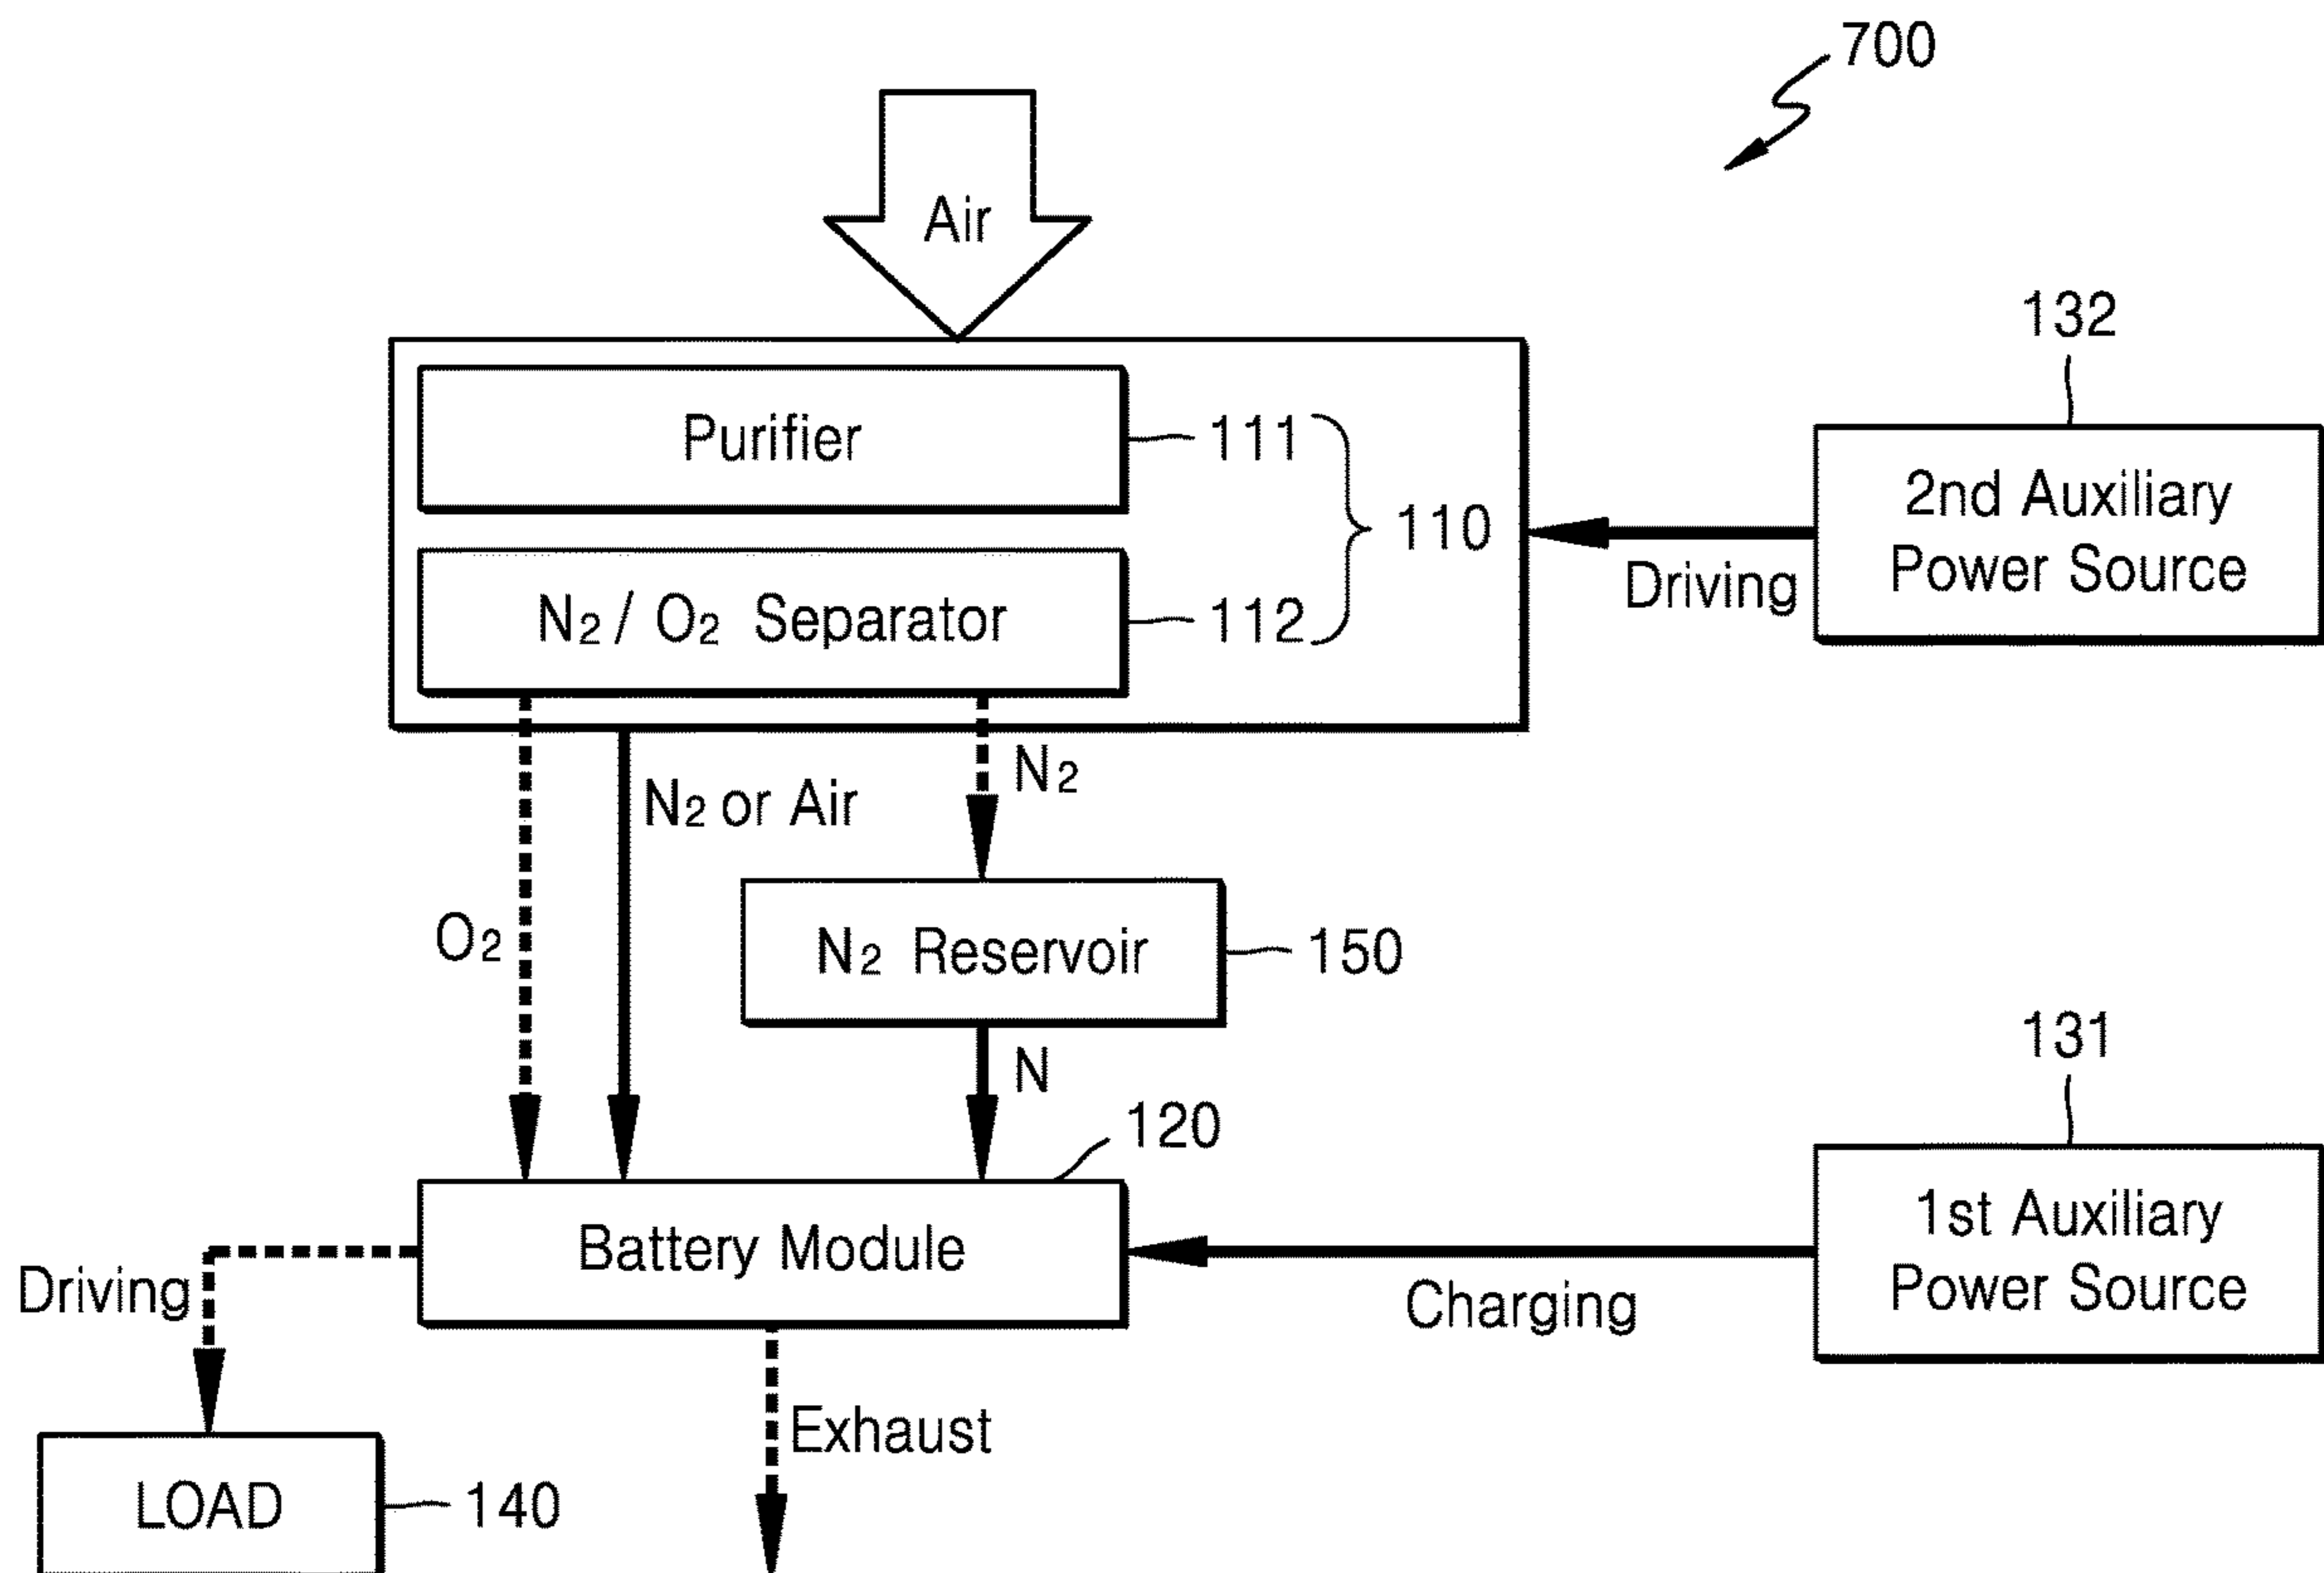 700
Air
132
Purifier
111
110
2nd Auxiliary
Power Source
Driving
N2 / O2 Separator
112
N2
N2 or Air
O2
N2 Reservoir
150
N
120
131
Battery Module
1st Auxiliary
Power Source
Charging
Driving
Exhaust
LOAD
140